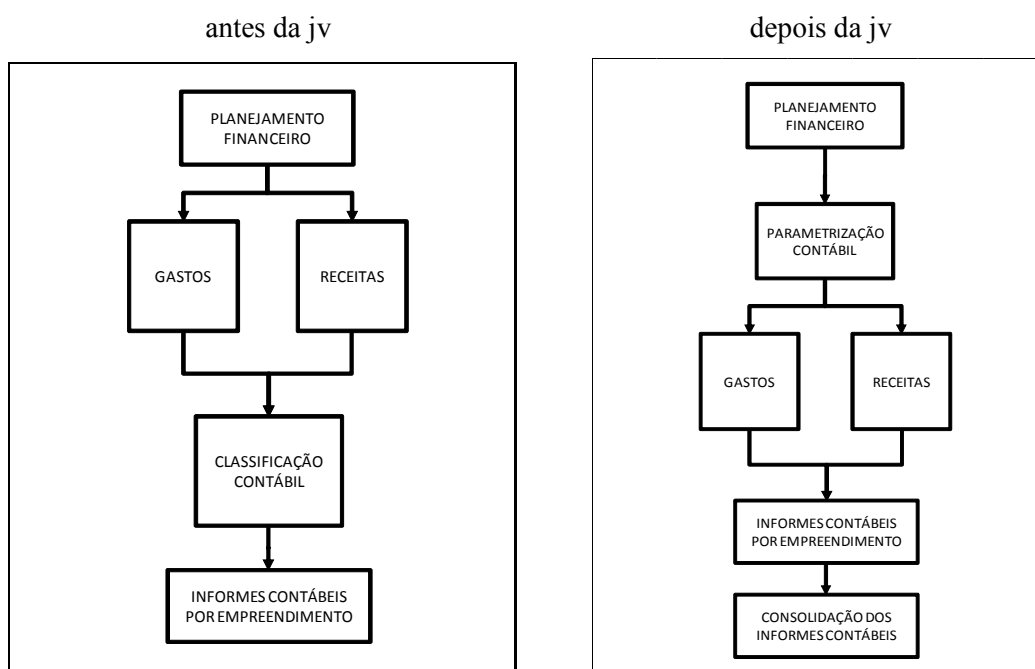 antes da jv
PLANEJAMENTO
FINANCEIRO
GASTOS
RECEITAS
CLASSIFICAÇÃO
CONTÁBIL
INFORMES CONTÁBEIS
POR EMPREENDIMENTO
depois da jv
PLANEJAMENTO
FINANCEIRO
PARAMETRIZAÇÃO
CONTÁBIL
GASTOS
RECEITAS
INFORMES CONTÁBEIS
POR EMPREENDIMENTO
CONSOLIDAÇÃO DOS
INFORMES CONTÁBEIS